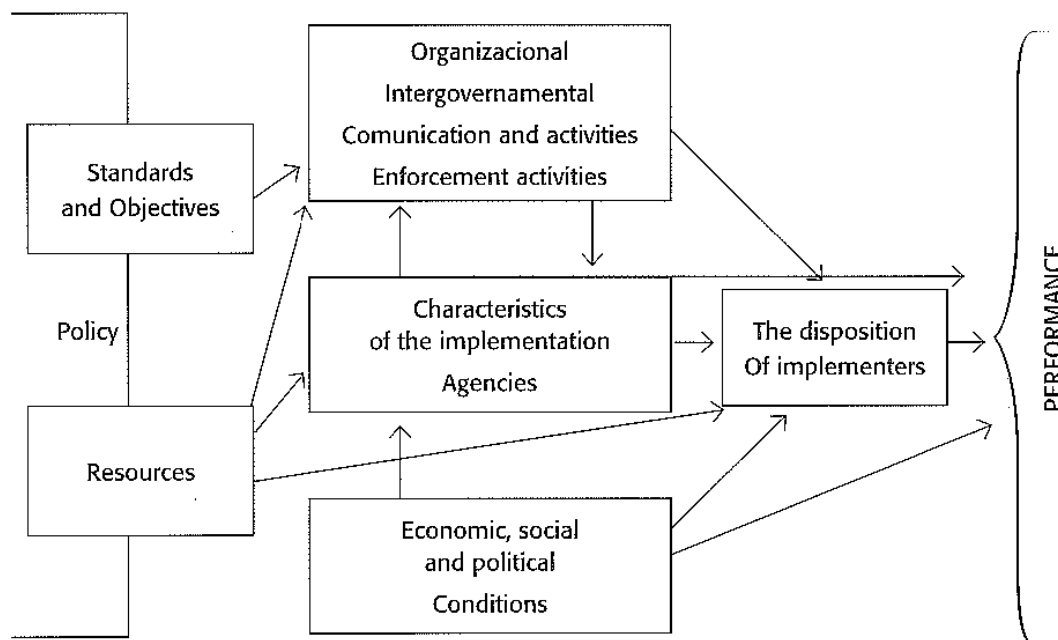 Organizacional
Intergovernamental
Comunication and activities
Enforcement activities
Standards
and Objectives
Policy
Characteristics
of the implementation
Agencies
The disposition
Of implementers
Resources
Economic, social
and political
Conditions
PERFORMANCE